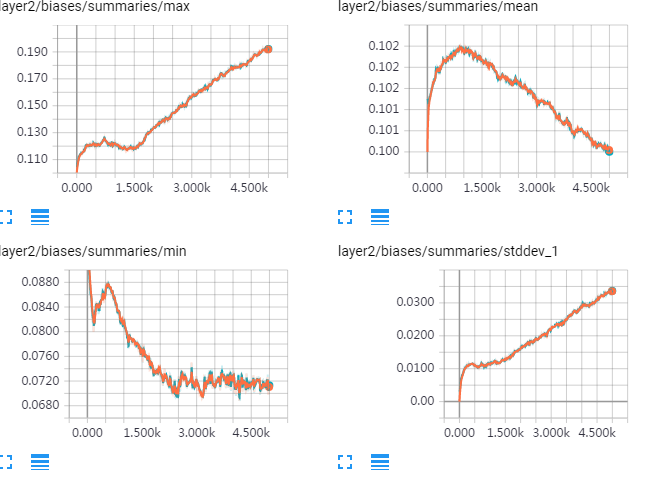 layer2/biases/summaries/max
0.190
0.170
0.150
0.130
0.110
0.000 1.500k 3.000k 4.500k
layer2/biases/summaries/mean
0.102
0.102
0.102
0.101
0.101
0.100
0.000 1.500k 3.000k 4.500k
layer2/biases/summaries/min
0.0880
0.0840
0.0800
0.0760
0.0720
0.0680
0.000 1.500k 3.000k 4.500k
layer2/biases/summaries/stddev_1
0.0300
0.0200
0.0100
0.00
0.000 1.500k 3.000k 4.500k